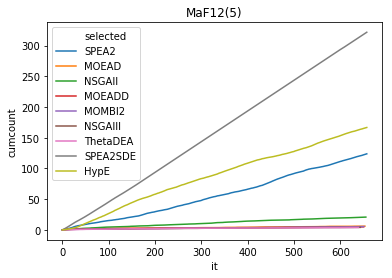 MaF12(5)
selected
SPEA2
MOEAD
NSGAII
MOEADD
MOMBI2
NSGAIII
ThetaDEA
SPEA2SDE
HypE
cumcount
300
250
200
150
100
50
0
0 100 200 300 400 500 600
it